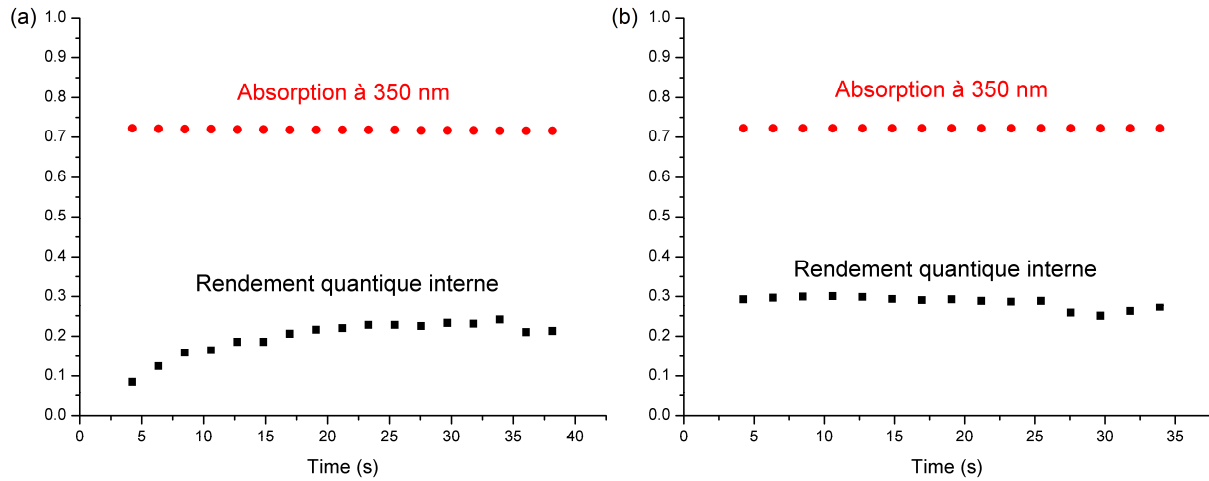 (a)
1.0
0.9
0.8
0.7
0.6
0.5
0.4
0.3
0.2
0.1
0.0
Absorption à 350 nm
Rendement quantique interne
0 5 10 15 20 25 30 35 40
Time (s)
(b)
1.0
0.9
0.8
0.7
0.6
0.5
0.4
0.3
0.2
0.1
0.0
Absorption à 350 nm
Rendement quantique interne
0 5 10 15 20 25 30 35
Time (s)